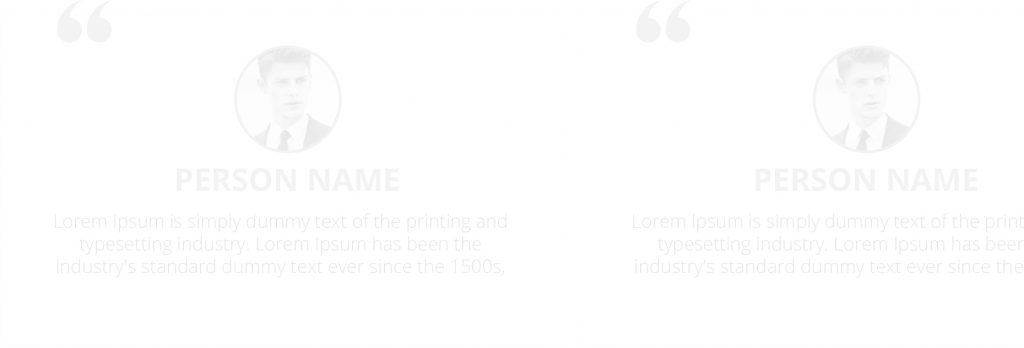 “
PERSON NAME
Lorem Ipsum is simply dummy text of the printing and
typesetting industry. Lorem Ipsum has been the
industry's standard dummy text ever since the 1500s,
“
PERSON NAME
Lorem Ipsum is simply dummy text of the print
typesetting industry. Lorem Ipsum has been
industry's standard dummy text ever since the